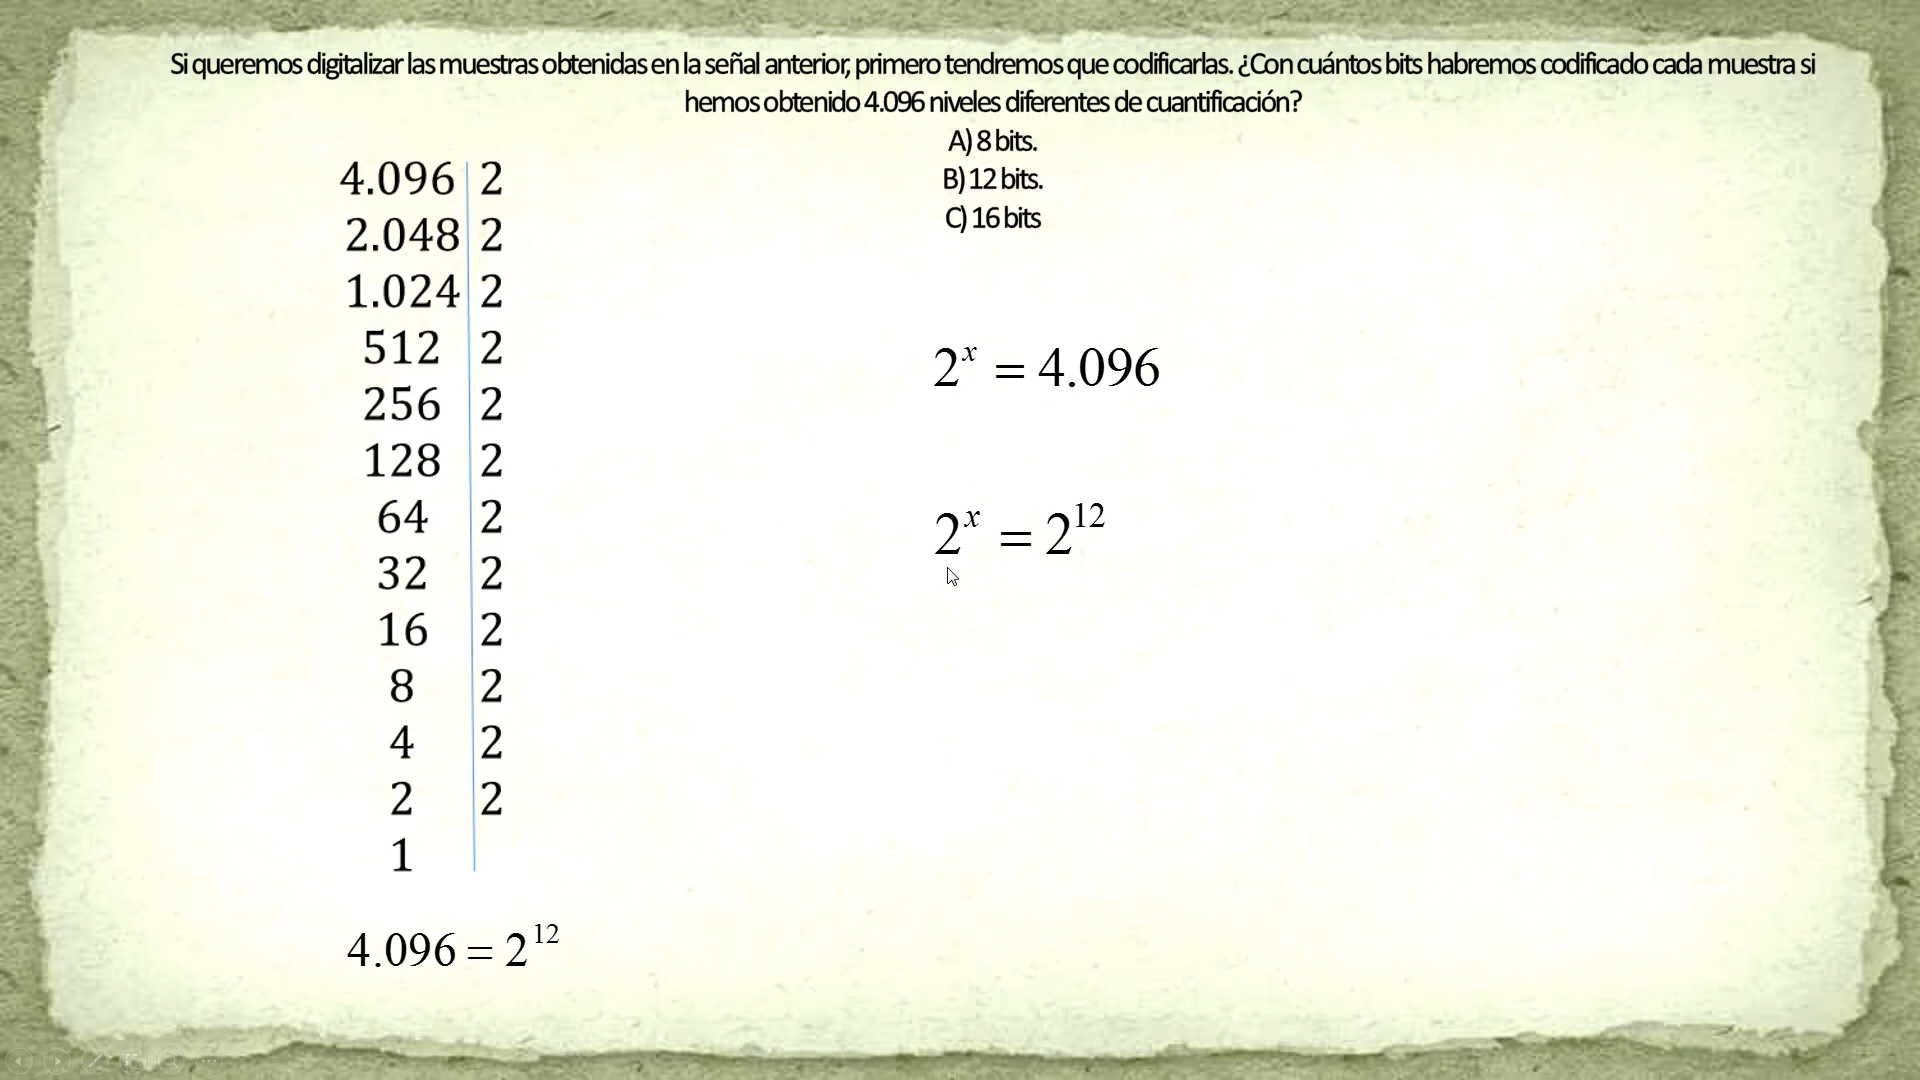 Si queremos digitalizar las muestras obtenidas en la señal anterior, primero tendremos que codificarlas. ¿Con cuántos bits habremos codificado cada muestra si
hemos obtenido 4.096 niveles diferentes de cuantificación?
A) 8 bits.
B) 12 bits.
C) 16 bits
4.096 2
2.048 2
1.024 2
512 2
256 2
128 2
64 2
32 2
16 2
8 2
4 2
2 2
1
4.096 = 2^12
2^x = 4.096
2^x = 2^12